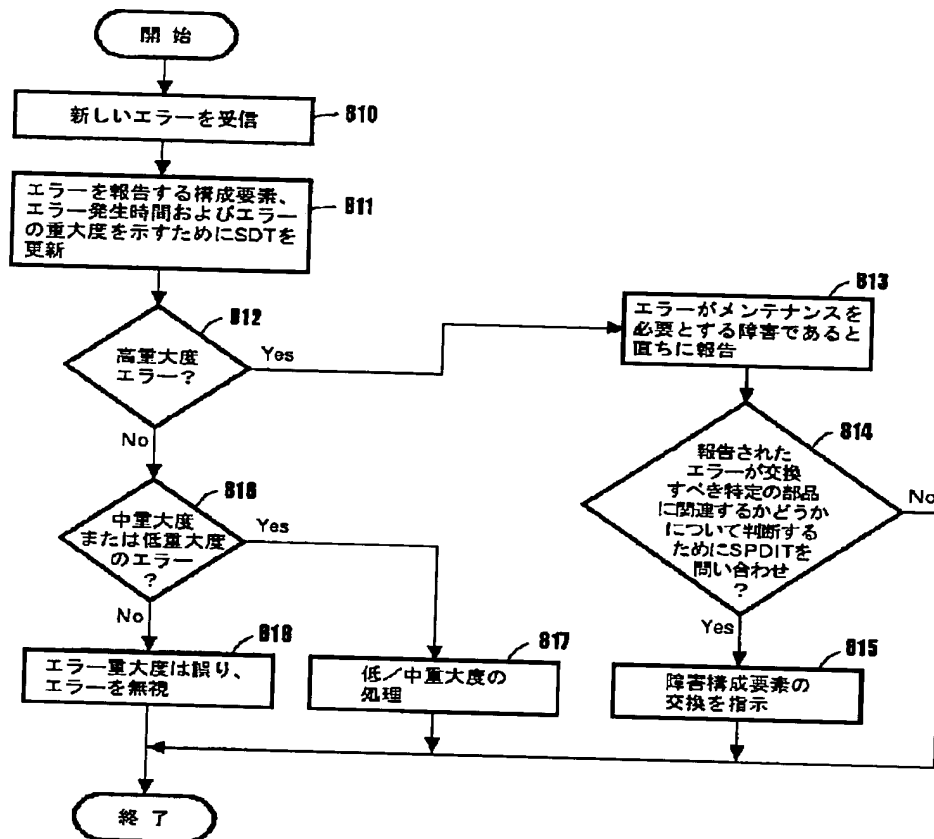 開始
新しいエラーを受信
810
エラーを報告する構成要素、
エラー発生時間およびエラー
の重大度を示すためにSDTを
更新
811
812
高重大度
エラー？
Yes
No
813
エラーがメンテナンスを
必要とする障害であると
直ちに報告
814
報告された
エラーが交換
すべき特定の部品
に関連するかどうか
について判断する
ためにSPDITを
問い合わせ
？
No
Yes
815
障害構成要素の
交換を指示
816
中重大度
または低重大度
のエラー
？
Yes
No
817
低／中重大度の
処理
818
エラー重大度は誤り、
エラーを無視
終了